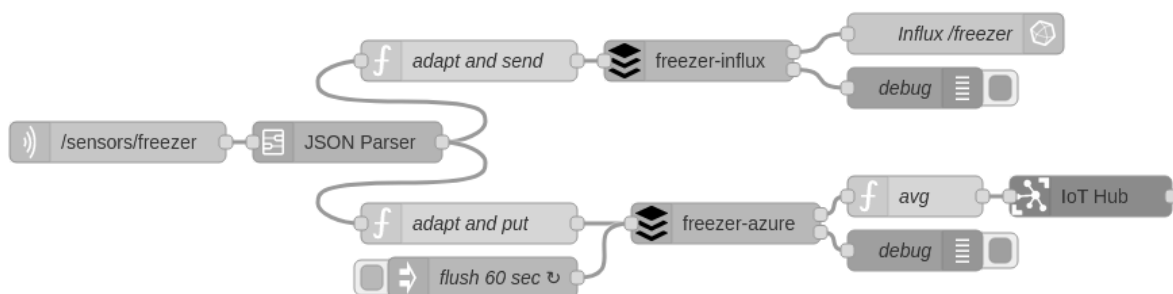 adapt and send
freezer-influx
Influx /freezer
debug
/sensors/freezer
JSON Parser
adapt and put
freezer-azure
avg
IoT Hub
debug
flush 60 sec ↻